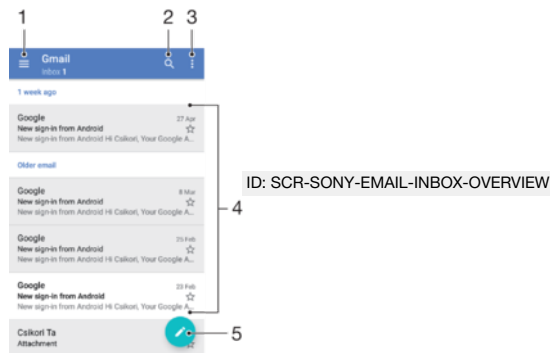 1 2 3
Gmail
Inbox 1
1 week ago
Google 27 Apr
New sign-in from Android
New sign-in from Android Hi Csikori, Your Google A...
Older email
Google 8 Mar
New sign-in from Android
New sign-in from Android Hi Csikori, Your Google A...
ID: SCR-SONY-EMAIL-INBOX-OVERVIEW
4
Google 25 Feb
New sign-in from Android
New sign-in from Android Hi Csikori, Your Google A...
Google 23 Feb
New sign-in from Android
New sign-in from Android Hi Csikori, Your Google A...
Csikori Ta
Attachment
5